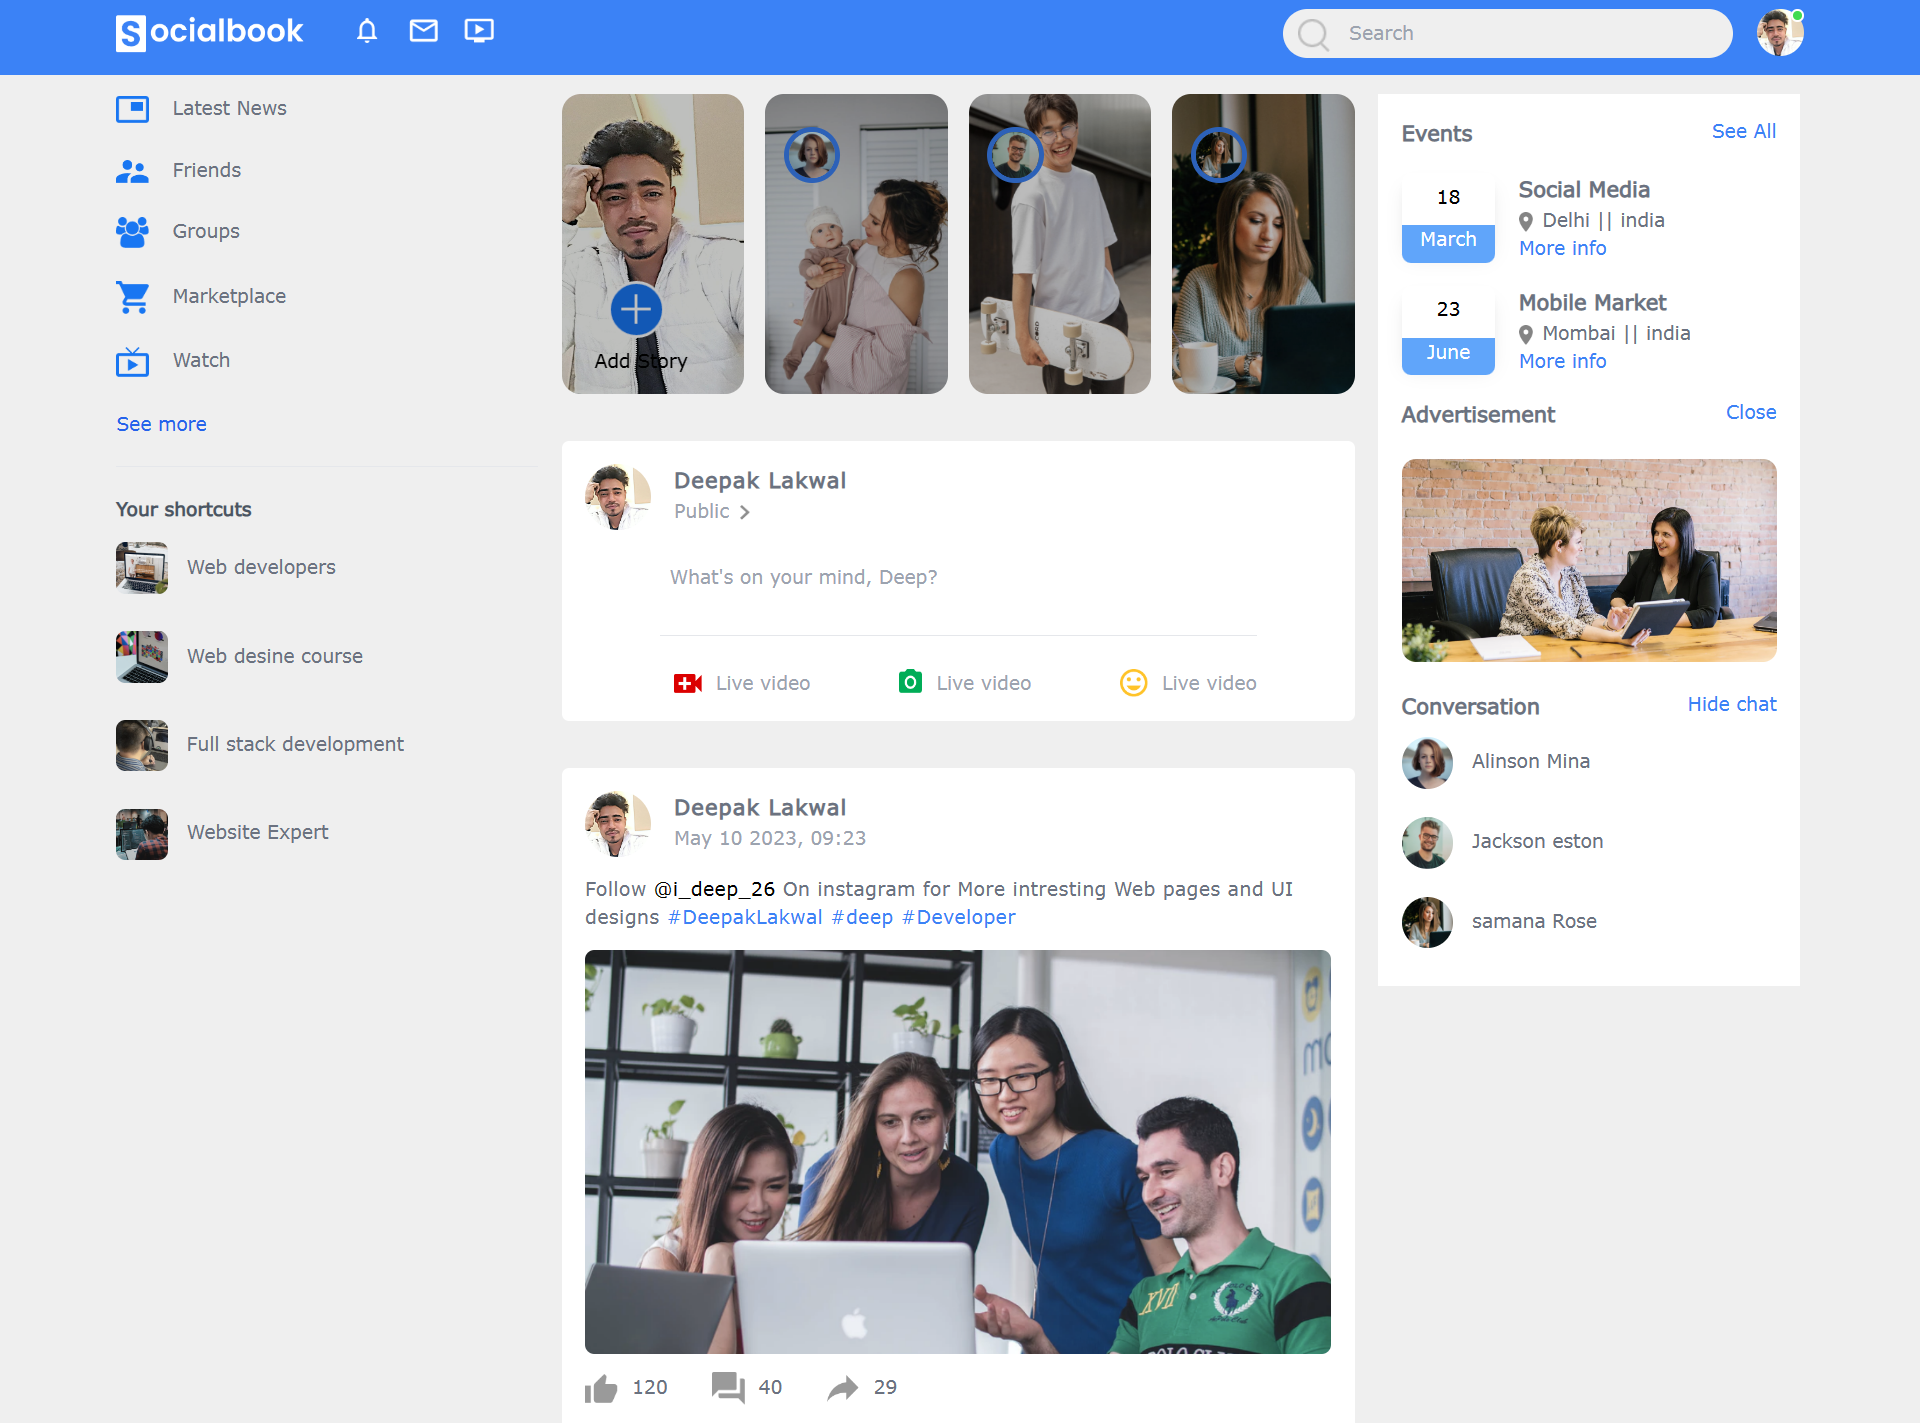 Socialbook
Search
Latest News
Friends
Groups
Marketplace
Watch
See more
Your shortcuts
Web developers
Web desine course
Full stack development
Website Expert
Add Story
Deepak Lakwal
Public
What's on your mind, Deep?
Live video
Live video
Live video
Deepak Lakwal
May 10 2023, 09:23
Follow @i_deep_26 On instagram for More intresting Web pages and UI
designs #DeepakLakwal #deep #Developer
XVII
120
40
29
Events
See All
18
March
Social Media
Delhi || india
More info
23
June
Mobile Market
Mombai || india
More info
Advertisement
Close
Conversation
Hide chat
Alinson Mina
Jackson eston
samana Rose